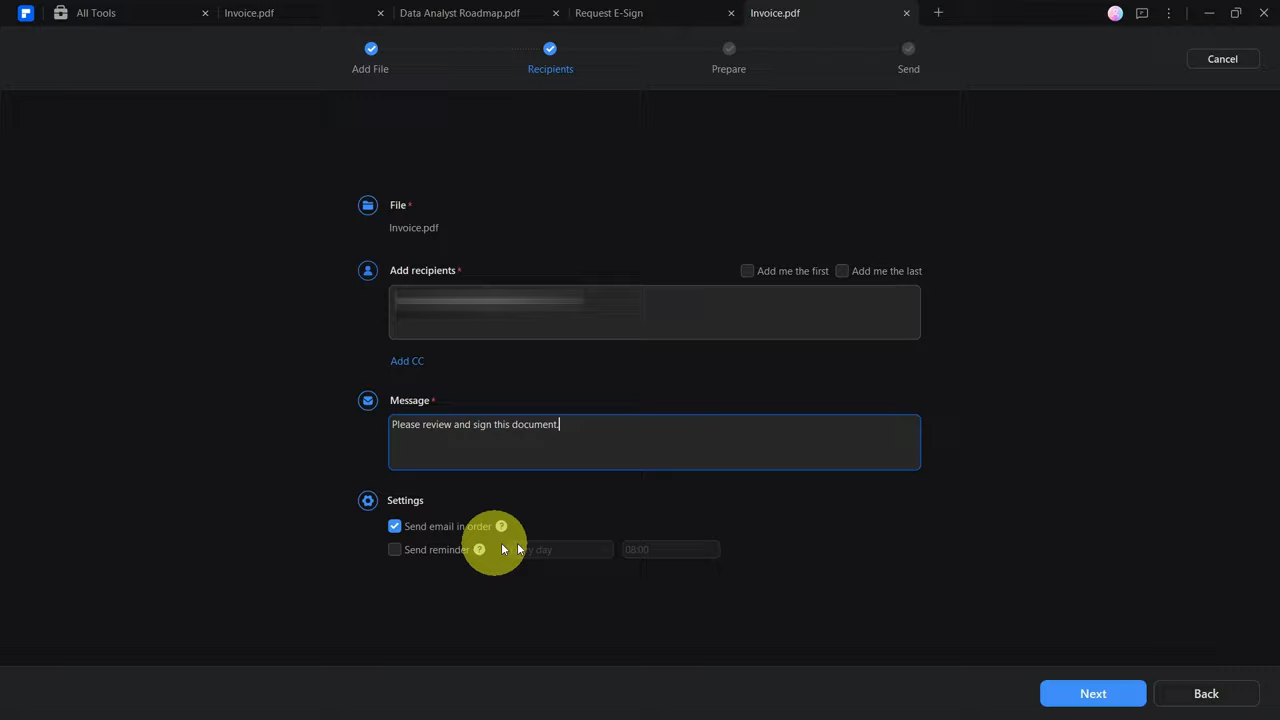 All Tools
Invoice.pdf
Data Analyst Roadmap.pdf
Request E-Sign
Invoice.pdf
Add File
Recipients
Prepare
Send
Cancel
File*
Invoice.pdf
Add recipients*
Add me the first
Add me the last
Add CC
Message*
Please review and sign this document.
Settings
Send email in order ?
Send reminder ?
day
08:00
Next
Back